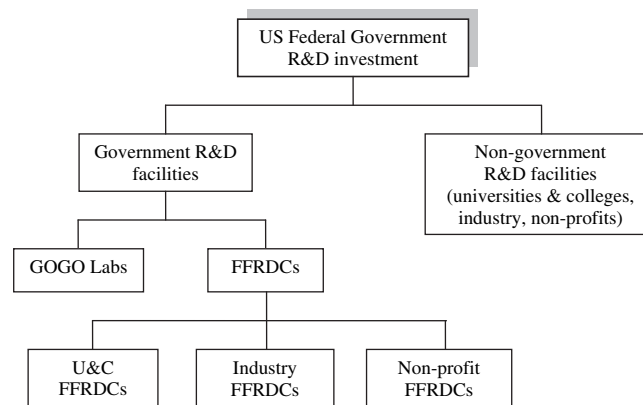 US Federal Government
R&D investment
Government R&D
facilities
Non-government
R&D facilities
(universities & colleges,
industry, non-profits)
GOGO Labs
FFRDCs
U&C
FFRDCs
Industry
FFRDCs
Non-profit
FFRDCs